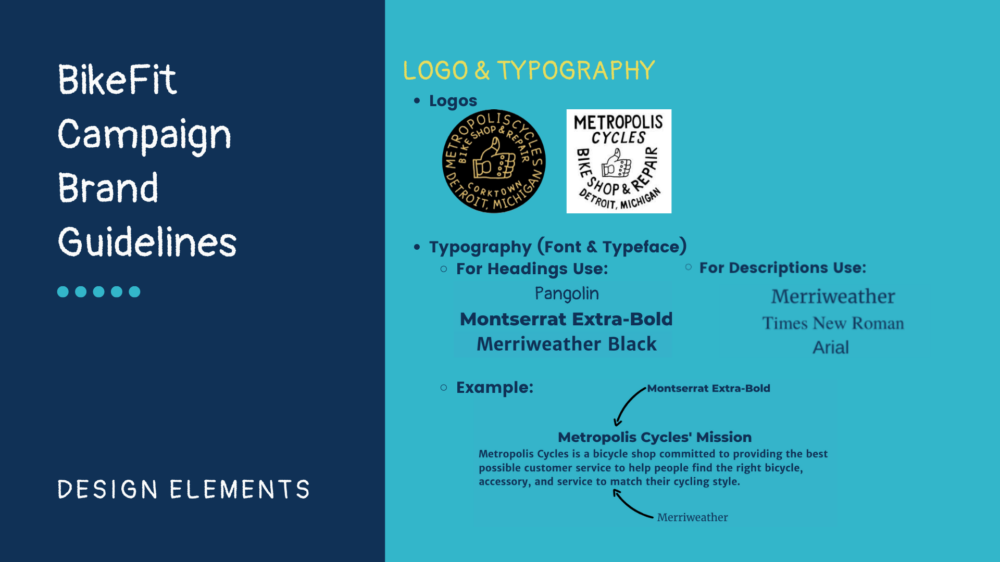 BikeFit
Campaign
Brand
Guidelines
DESIGN ELEMENTS
LOGO & TYPOGRAPHY
Logos
METROPOLIS CYCLES
BIKE SHOP & REPAIR
CORKTOWN
DETROIT, MICHIGAN
METROPOLIS
CYCLES
BIKE SHOP & REPAIR
DETROIT, MICHIGAN
Typography (Font & Typeface)
For Headings Use:
Pangolin
Montserrat Extra-Bold
Merriweather Black
For Descriptions Use:
Merriweather
Times New Roman
Arial
Example:
Montserrat Extra-Bold
Metropolis Cycles' Mission
Metropolis Cycles is a bicycle shop committed to providing the best
possible customer service to help people find the right bicycle,
accessory, and service to match their cycling style.
Merriweather